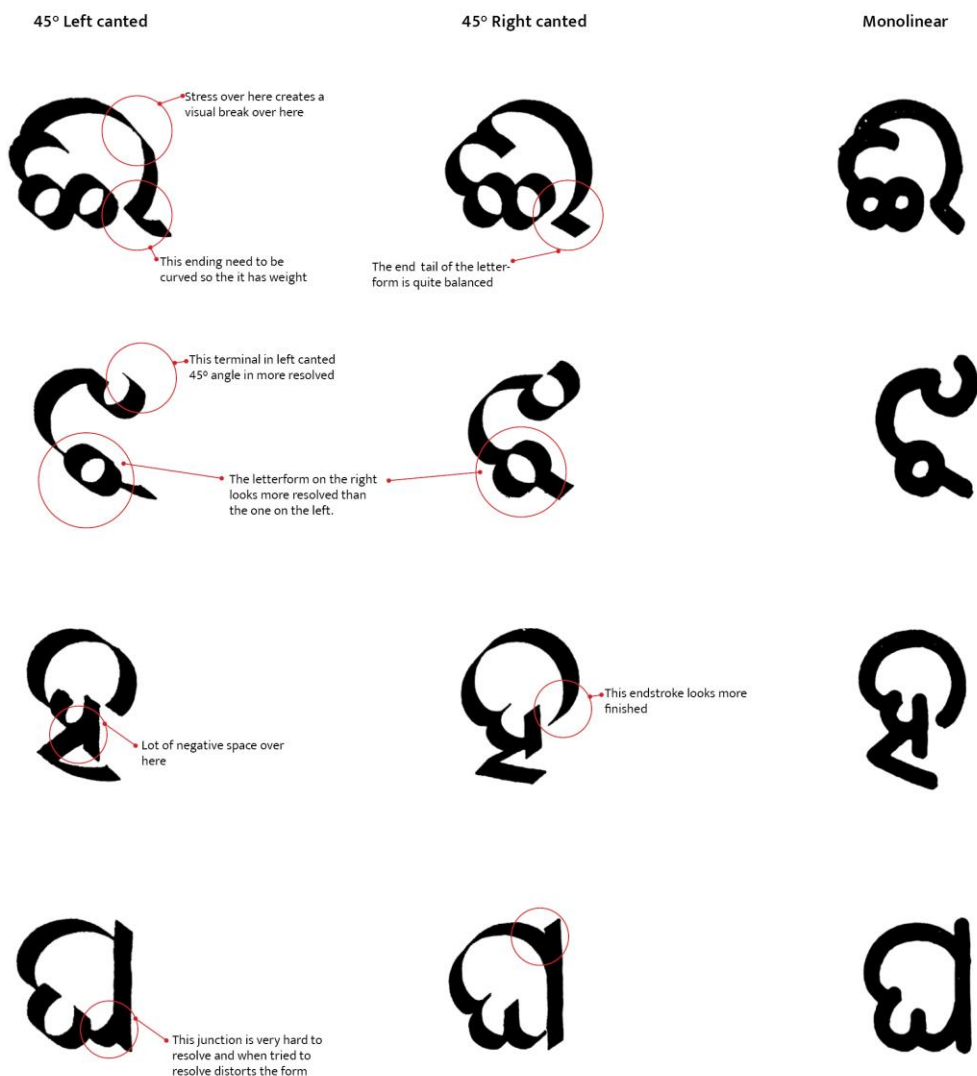 45º Left canted
45º Right canted
Monolinear
Stress over here creates a
visual break over here
This ending need to be
curved so the it has weight
The end tail of the letter-
form is quite balanced
This terminal in left canted
45º angle in more resolved
The letterform on the right
looks more resolved than
the one on the left.
Lot of negative space over
here
This endstroke looks more
finished
This junction is very hard to
resolve and when tried to
resolve distorts the form